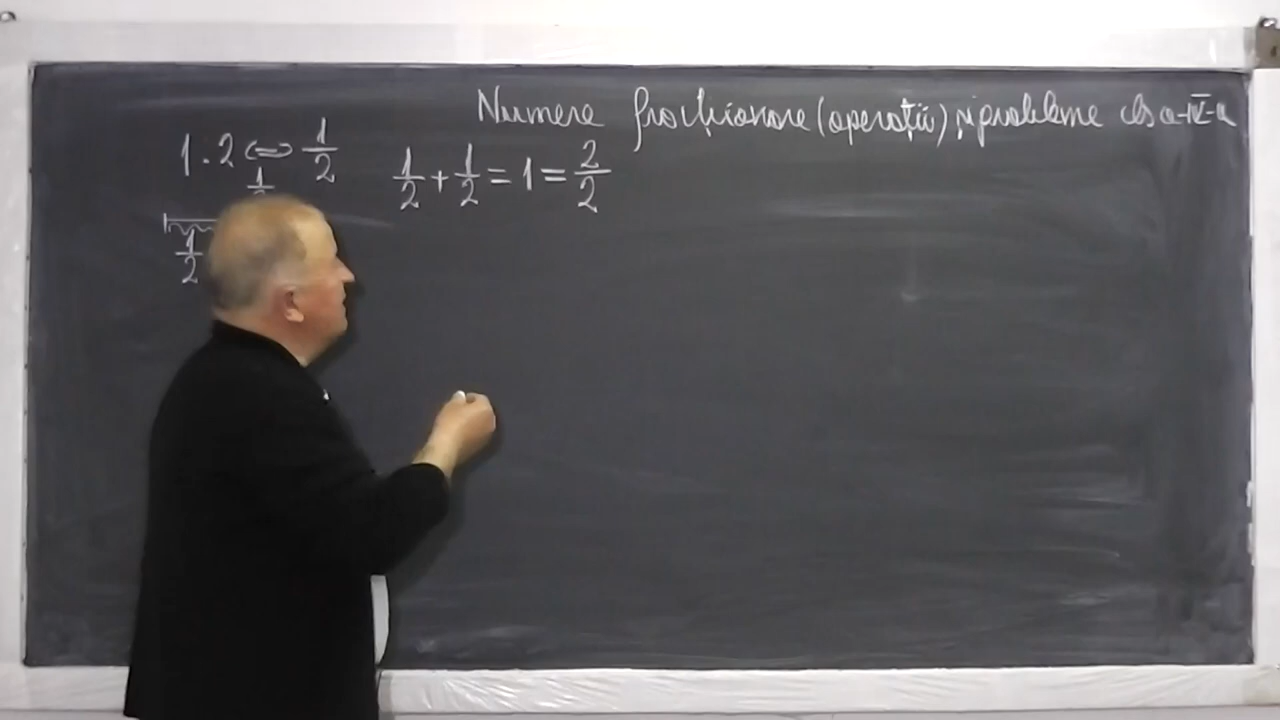 Numere fracționare (operații) și probleme cls a-IV-a
1:2 ⇔ 1/2
1/2 + 1/2 = 1 = 2/2
1/2